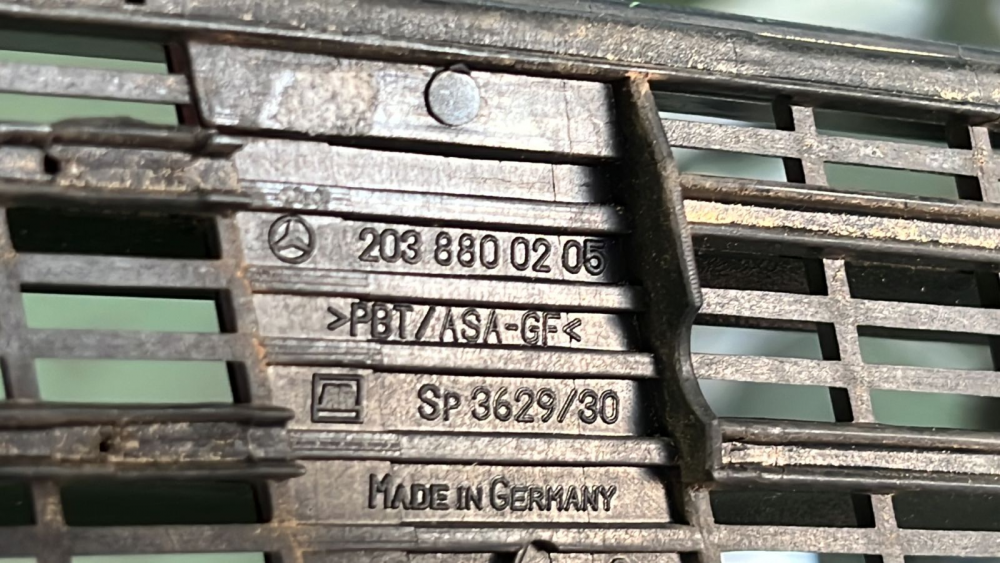 203 880 02 05
>PBT/ASA-GF<
Sp 3629/30
MADE IN GERMANY